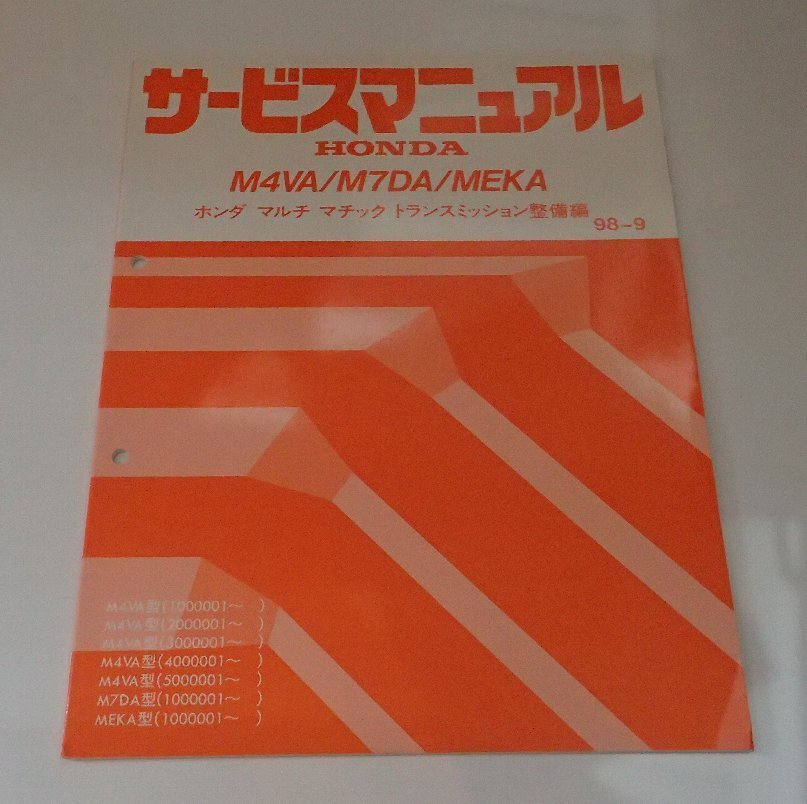 サービスマニュアル
HONDA
M4VA/M7DA/MEKA
ホンダ マルチ マチック トランスミッション整備編
98-9
M4VA型(1000001～ )
M4VA型(2000001～ )
M4VA型(3000001～ )
M4VA型(4000001～ )
M4VA型(5000001～ )
M7DA型(1000001～ )
MEKA型(1000001～ )